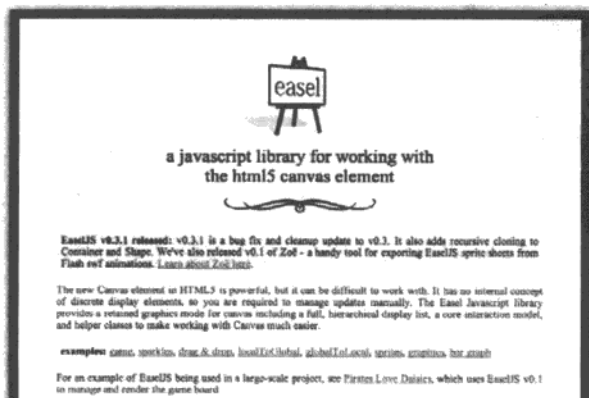 easel
a javascript library for working with
the html5 canvas element
EaselJS v0.3.1 released: v0.3.1 is a bug fix and cleanup update to v0.3. It also adds recursive cloning to
Container and Shape. We've also released v0.1 of Zoë - a handy tool for exporting EaselJS sprite sheets from
Flash swf animations. Learn about Zoë here.
The new Canvas element in HTML5 is powerful, but it can be difficult to work with. It has no internal concept
of discrete display elements, so you are required to manage updates manually. The Easel Javascript library
provides a retained graphics mode for canvas including a full, hierarchical display list, a core interaction model,
and helper classes to make working with Canvas much easier.
examples: game, sparkles, drag & drop, localToGlobal, globalToLocal, sprites, graphics, bar graph
For an example of EaselJS being used in a large-scale project, see Pirates Love Daisies, which uses EaselJS v0.1
to manage and render the game board